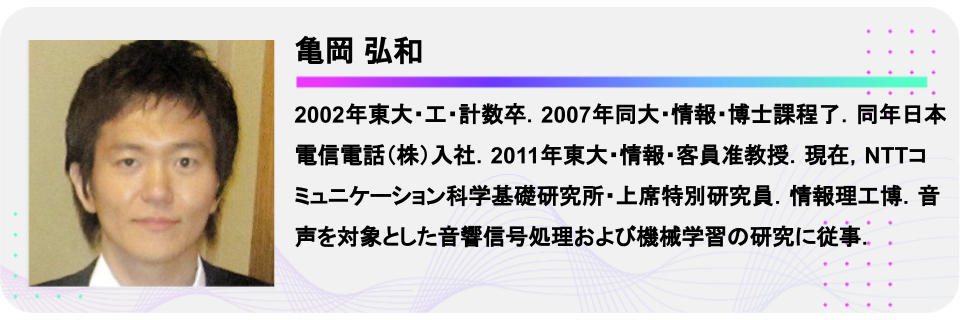 亀岡 弘和
2002年東大・工・計数卒．2007年同大・情報・博士課程了．同年日本
電信電話（株）入社．2011年東大・情報・客員准教授．現在，NTTコ
ミュニケーション科学基礎研究所・上席特別研究員．情報理工博．音
声を対象とした音響信号処理および機械学習の研究に従事．